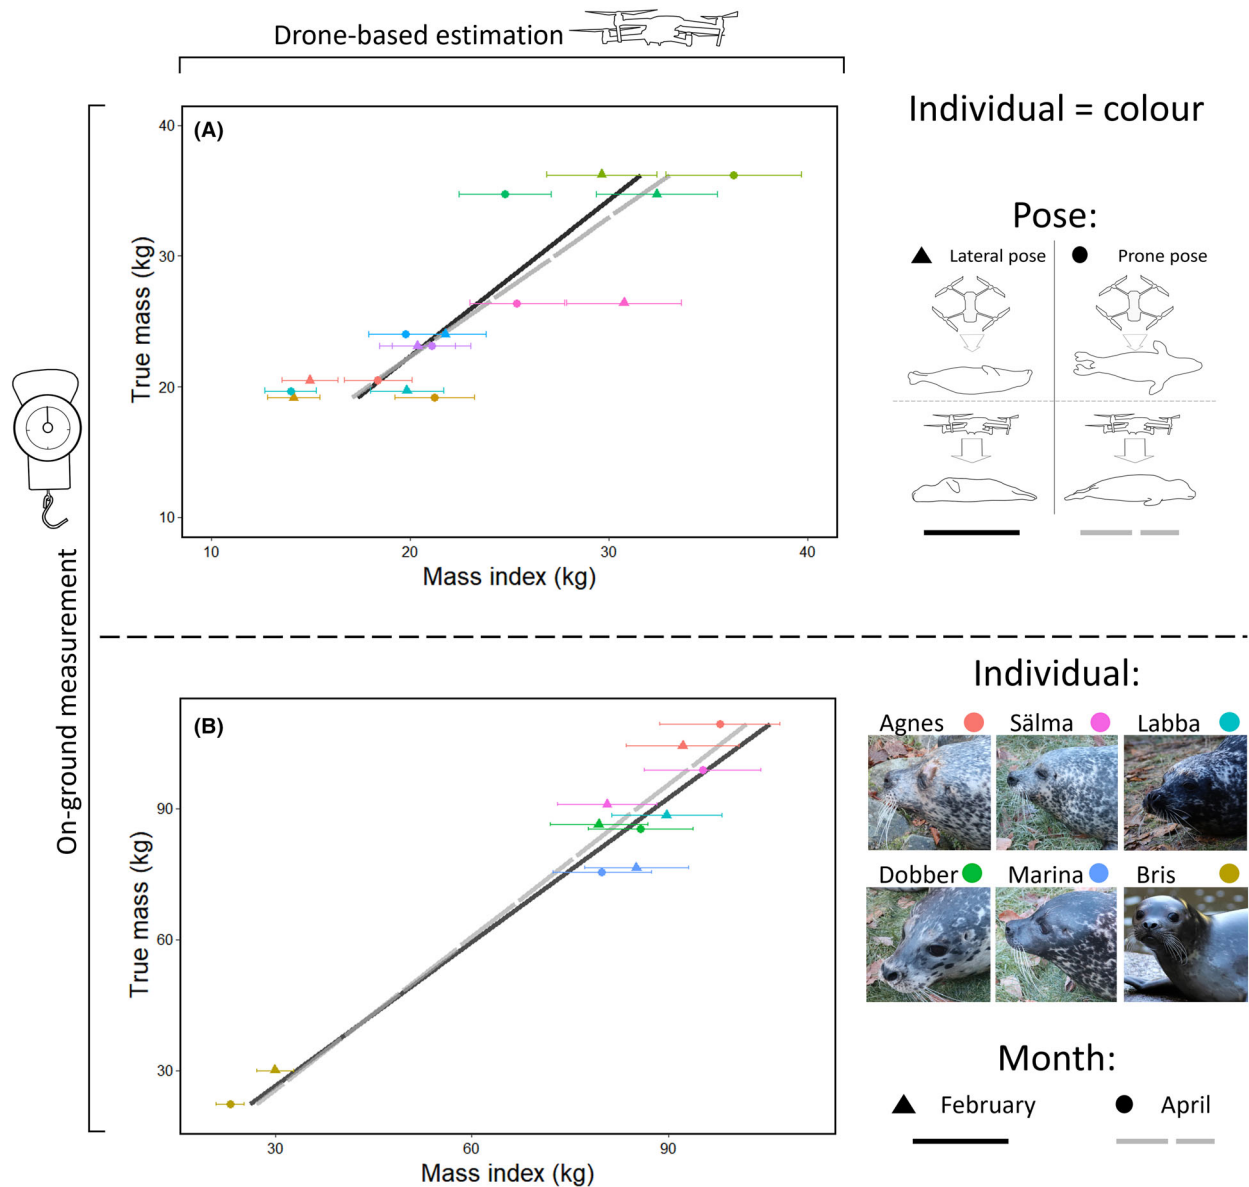 Drone-based estimation
Individual = colour
(A)
40
30
20
10
True mass (kg)
10 20 30 40
Mass index (kg)
Pose:
Lateral pose
Prone pose
On-ground measurement
(B)
90
60
30
True mass (kg)
30 60 90
Mass index (kg)
Individual:
Agnes Sälma Labba
Dobber Marina Bris
Month:
February April